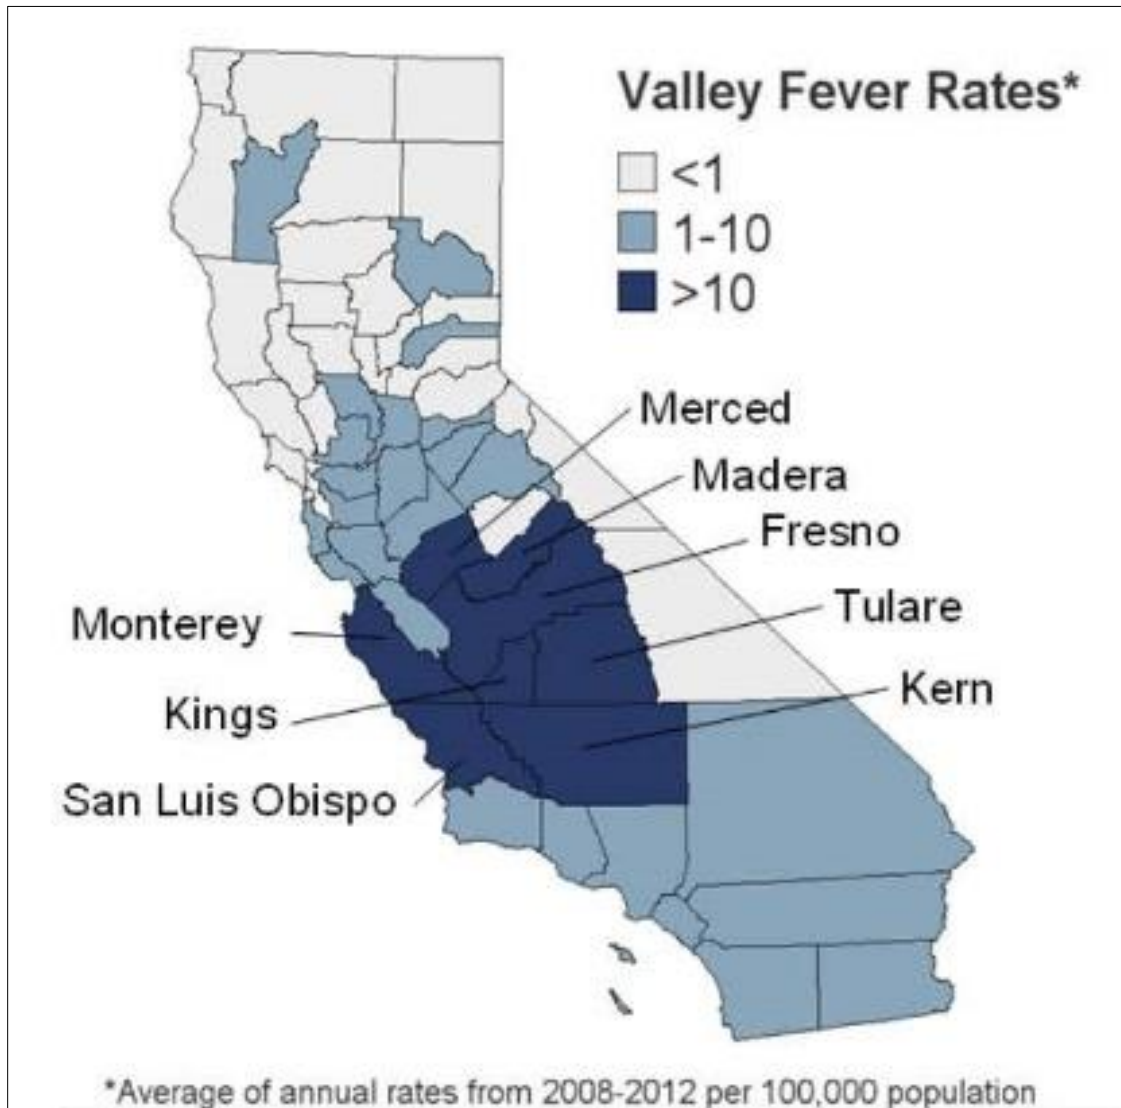 Valley Fever Rates*
<1
1-10
>10
Merced
Madera
Fresno
Tulare
Kern
Monterey
Kings
San Luis Obispo
*Average of annual rates from 2008-2012 per 100,000 population